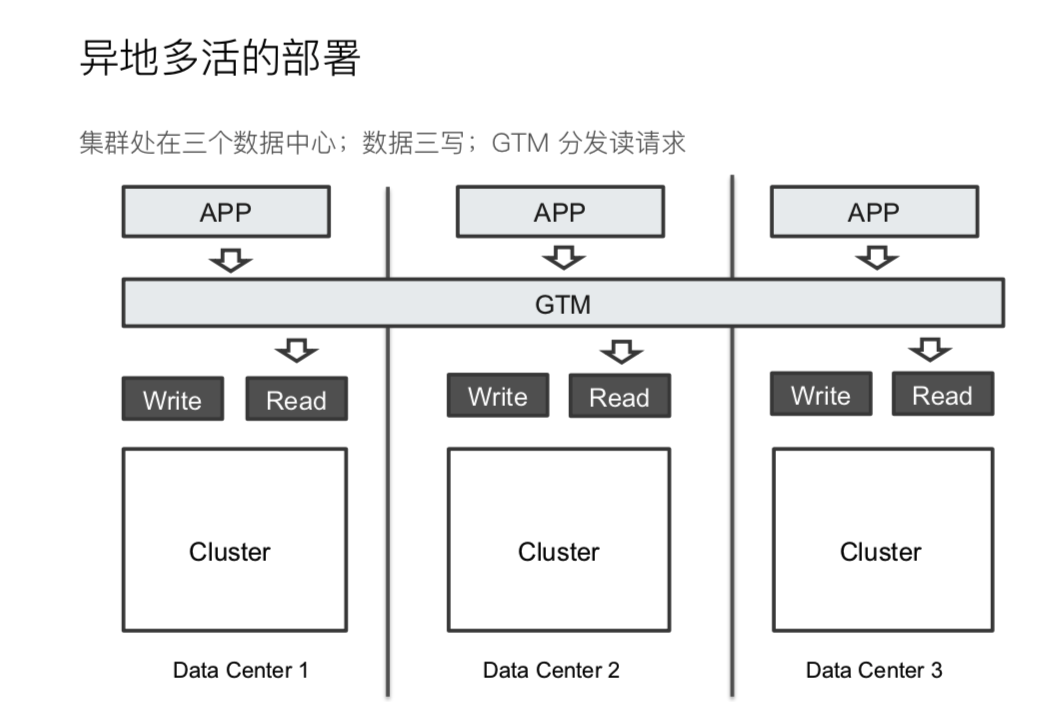 异地多活的部署
集群处在三个数据中心；数据三写；GTM 分发读请求
APP APP APP
GTM
Write Read Write Read Write Read
Cluster Cluster Cluster
Data Center 1 Data Center 2 Data Center 3